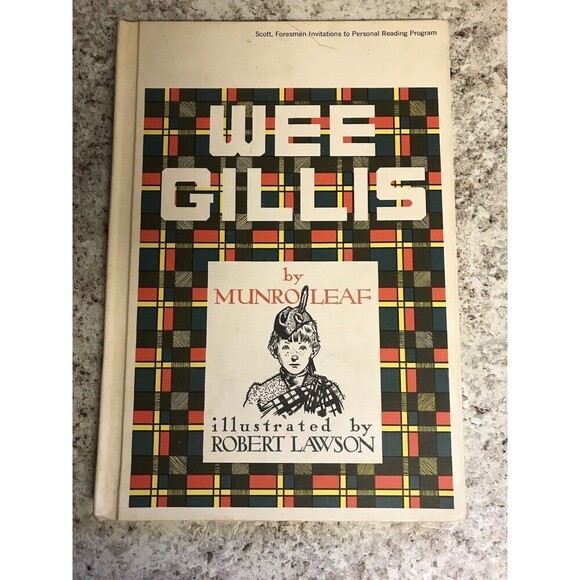 Scott, Foresman Invitations to Personal Reading Program
WEE
GILLIS
by
MUNRO LEAF
illustrated by
ROBERT LAWSON